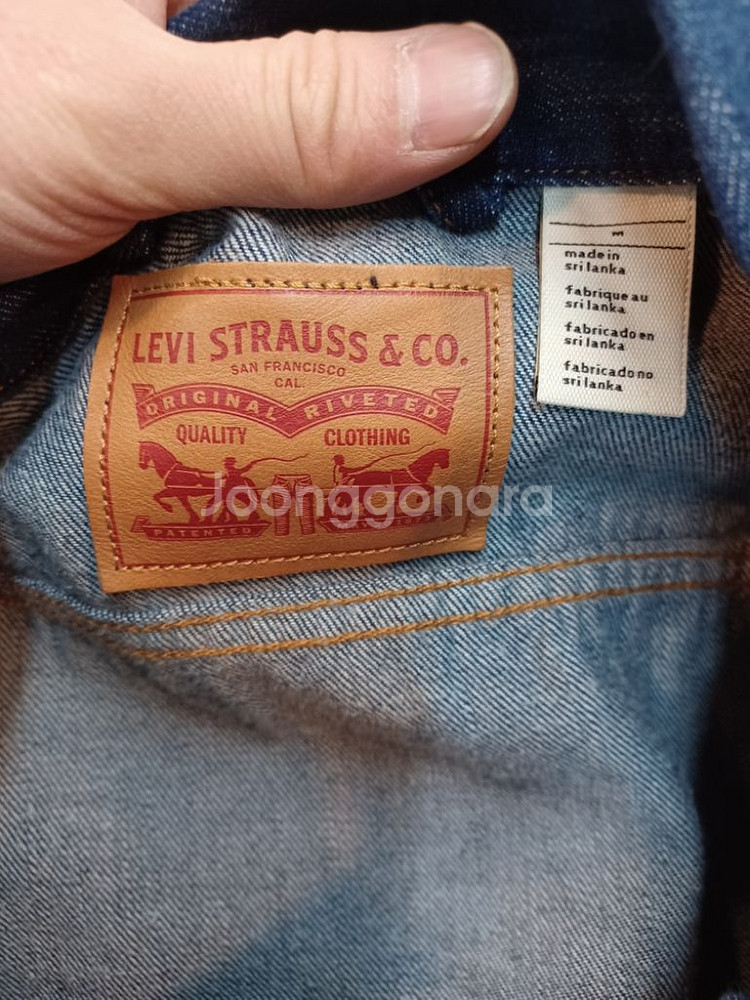 LEVI STRAUSS & CO.
SAN FRANCISCO
CAL.
ORIGINAL RIVETED
QUALITY CLOTHING
PATENTED
Joonggonara
made in
sri lanka
fabrique au
sri lanka
fabricado en
sri lanka
fabricado no
sri lanka